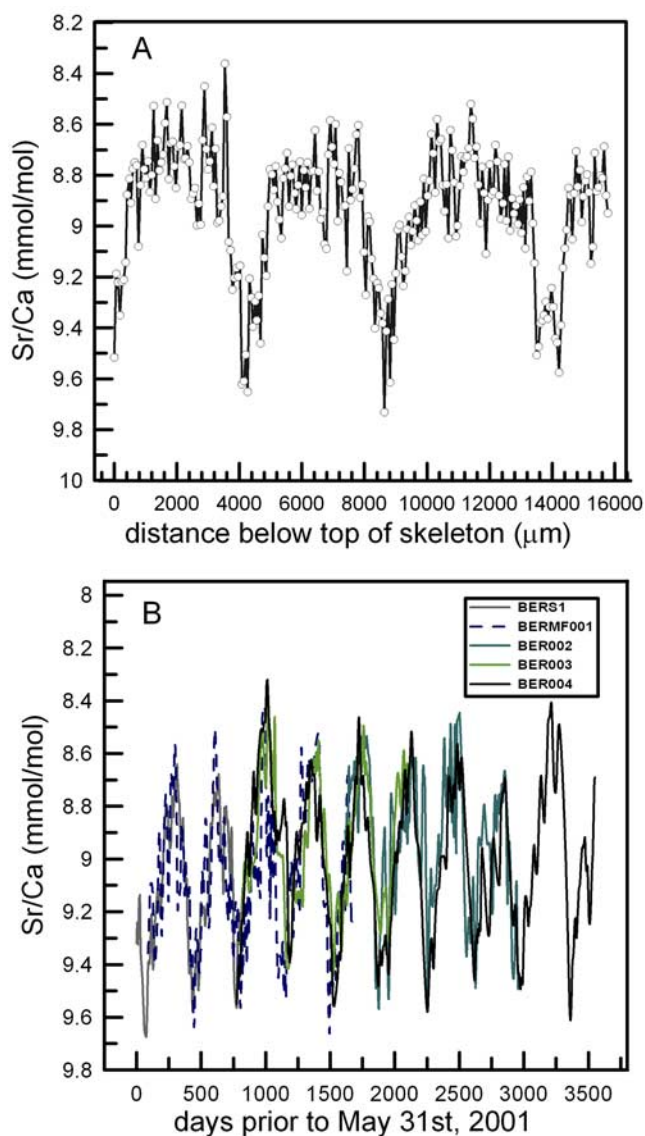 A
8.2
8.4
8.6
8.8
9
9.2
9.4
9.6
9.8
10
Sr/Ca (mmol/mol)
0 2000 4000 6000 8000 10000 12000 14000 16000
distance below top of skeleton (μm)
B
8
8.2
8.4
8.6
8.8
9
9.2
9.4
9.6
9.8
Sr/Ca (mmol/mol)
BERS1
BERMF001
BER002
BER003
BER004
0 500 1000 1500 2000 2500 3000 3500
days prior to May 31st, 2001